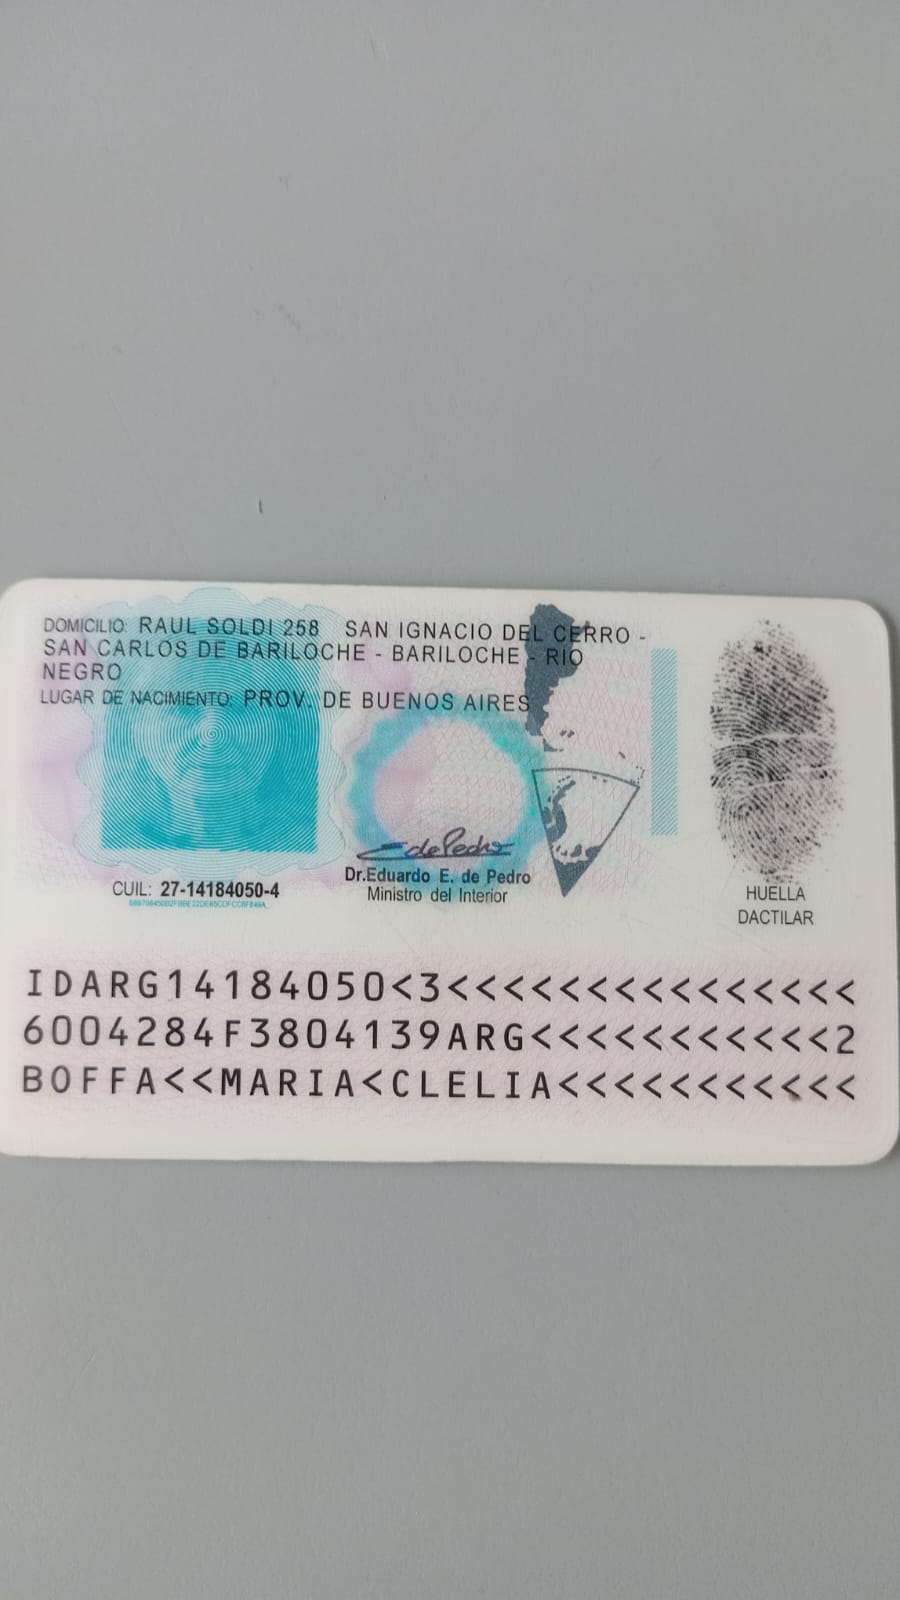 DOMICILIO: RAUL SOLDI 258 SAN IGNACIO DEL CERRO -
SAN CARLOS DE BARILOCHE - BARILOCHE - RIO
NEGRO
LUGAR DE NACIMIENTO: PROV. DE BUENOS AIRES
CUIL: 27-14184050-4
E de Pedro
Dr.Eduardo E. de Pedro
Ministro del Interior
HUELLA
DACTILAR
IDARG14184050<3<<<<<<<<<<<<<<<
6004284F3804139ARG<<<<<<<<<<<2
BOFFA<<MARIA<CLELIA<<<<<<<<<<<